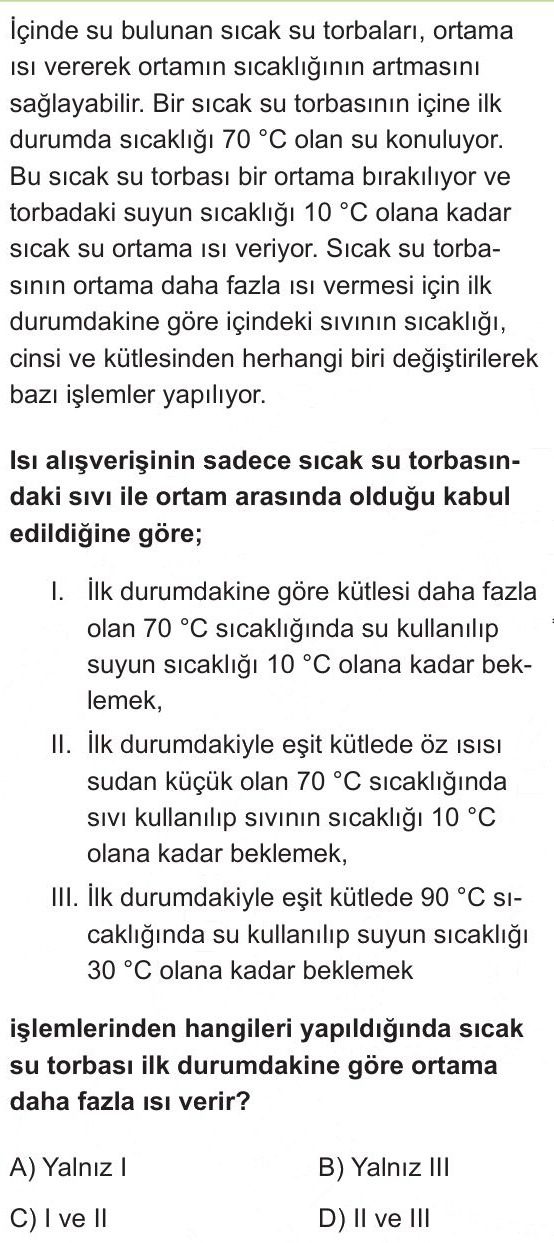 İçinde su bulunan sıcak su torbaları, ortama
ısı vererek ortamın sıcaklığının artmasını
sağlayabilir. Bir sıcak su torbasının içine ilk
durumda sıcaklığı 70 °C olan su konuluyor.
Bu sıcak su torbası bir ortama bırakılıyor ve
torbadaki suyun sıcaklığı 10 °C olana kadar
sıcak su ortama ısı veriyor. Sıcak su torba-
sının ortama daha fazla ısı vermesi için ilk
durumdakine göre içindeki sıvının sıcaklığı,
cinsi ve kütlesinden herhangi biri değiştirilerek
bazı işlemler yapılıyor.
Isı alışverişinin sadece sıcak su torbasın-
daki sıvı ile ortam arasında olduğu kabul
edildiğine göre;
I. İlk durumdakine göre kütlesi daha fazla
olan 70 °C sıcaklığında su kullanılıp
suyun sıcaklığı 10 °C olana kadar bek-
lemek,
II. İlk durumdakiyle eşit kütlede öz ısısı
sudan küçük olan 70 °C sıcaklığında
sıvı kullanılıp sıvının sıcaklığı 10 °C
olana kadar beklemek,
III. İlk durumdakiyle eşit kütlede 90 °C sı-
caklığında su kullanılıp suyun sıcaklığı
30 °C olana kadar beklemek
işlemlerinden hangileri yapıldığında sıcak
su torbası ilk durumdakine göre ortama
daha fazla ısı verir?
A) Yalnız I
B) Yalnız III
C) I ve II
D) II ve III